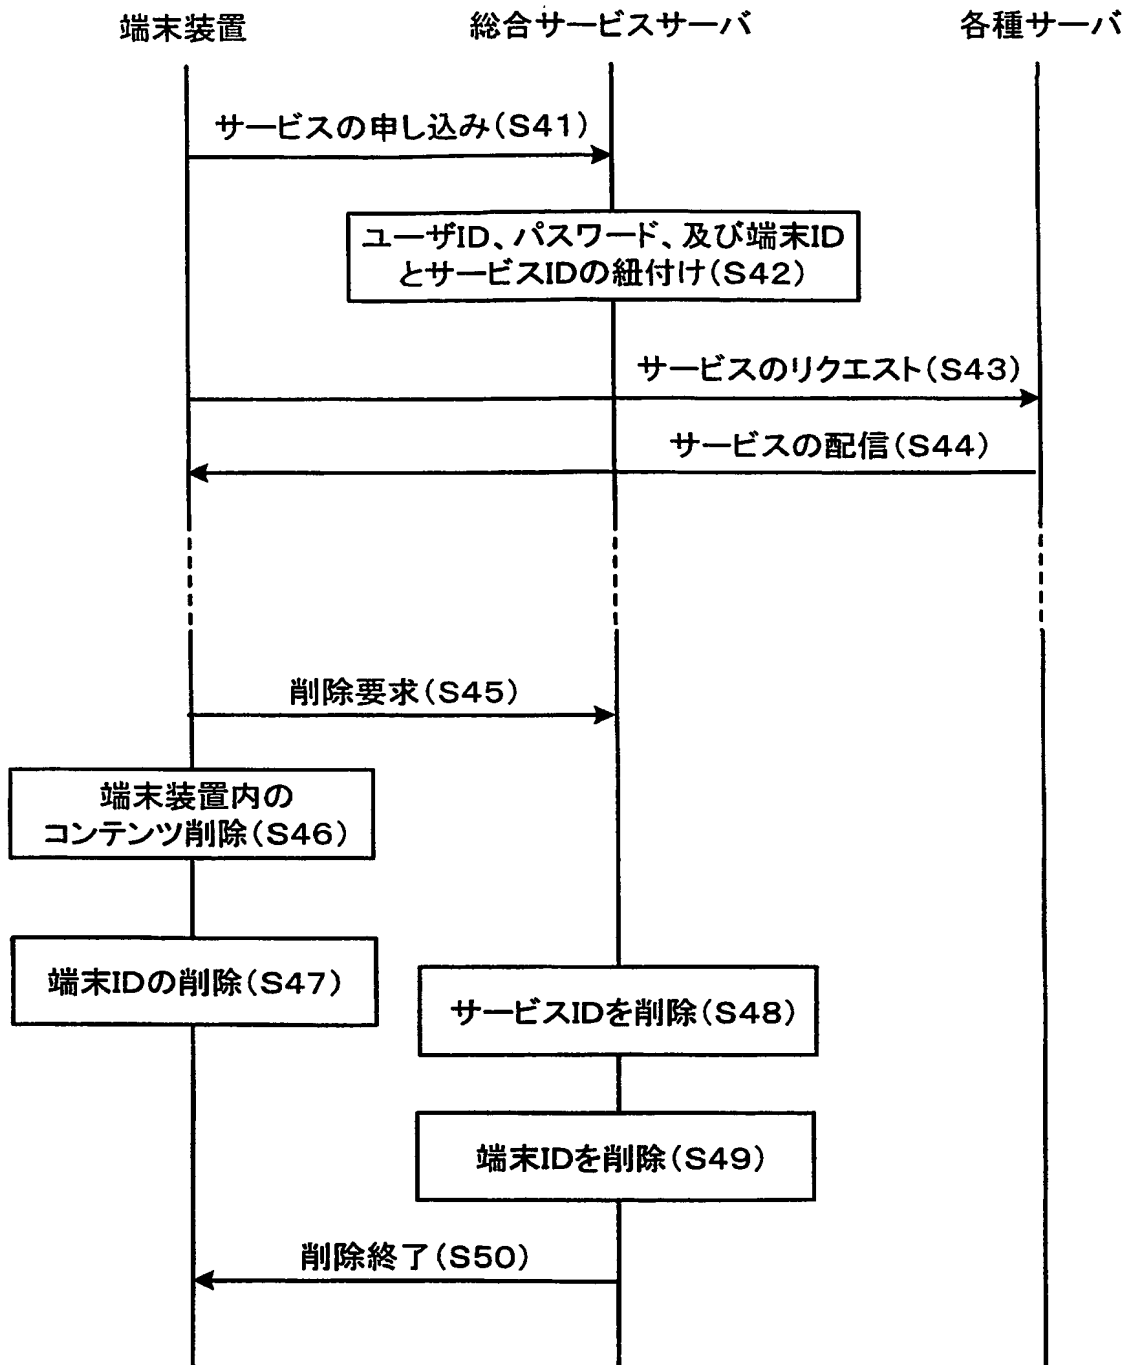 端末装置
総合サービスサーバ
各種サーバ
サービスの申し込み(S41)
ユーザID、パスワード、及び端末ID
とサービスIDの紐付け(S42)
サービスのリクエスト(S43)
サービスの配信(S44)
削除要求(S45)
端末装置内の
コンテンツ削除(S46)
端末IDの削除(S47)
サービスIDを削除(S48)
端末IDを削除(S49)
削除終了(S50)